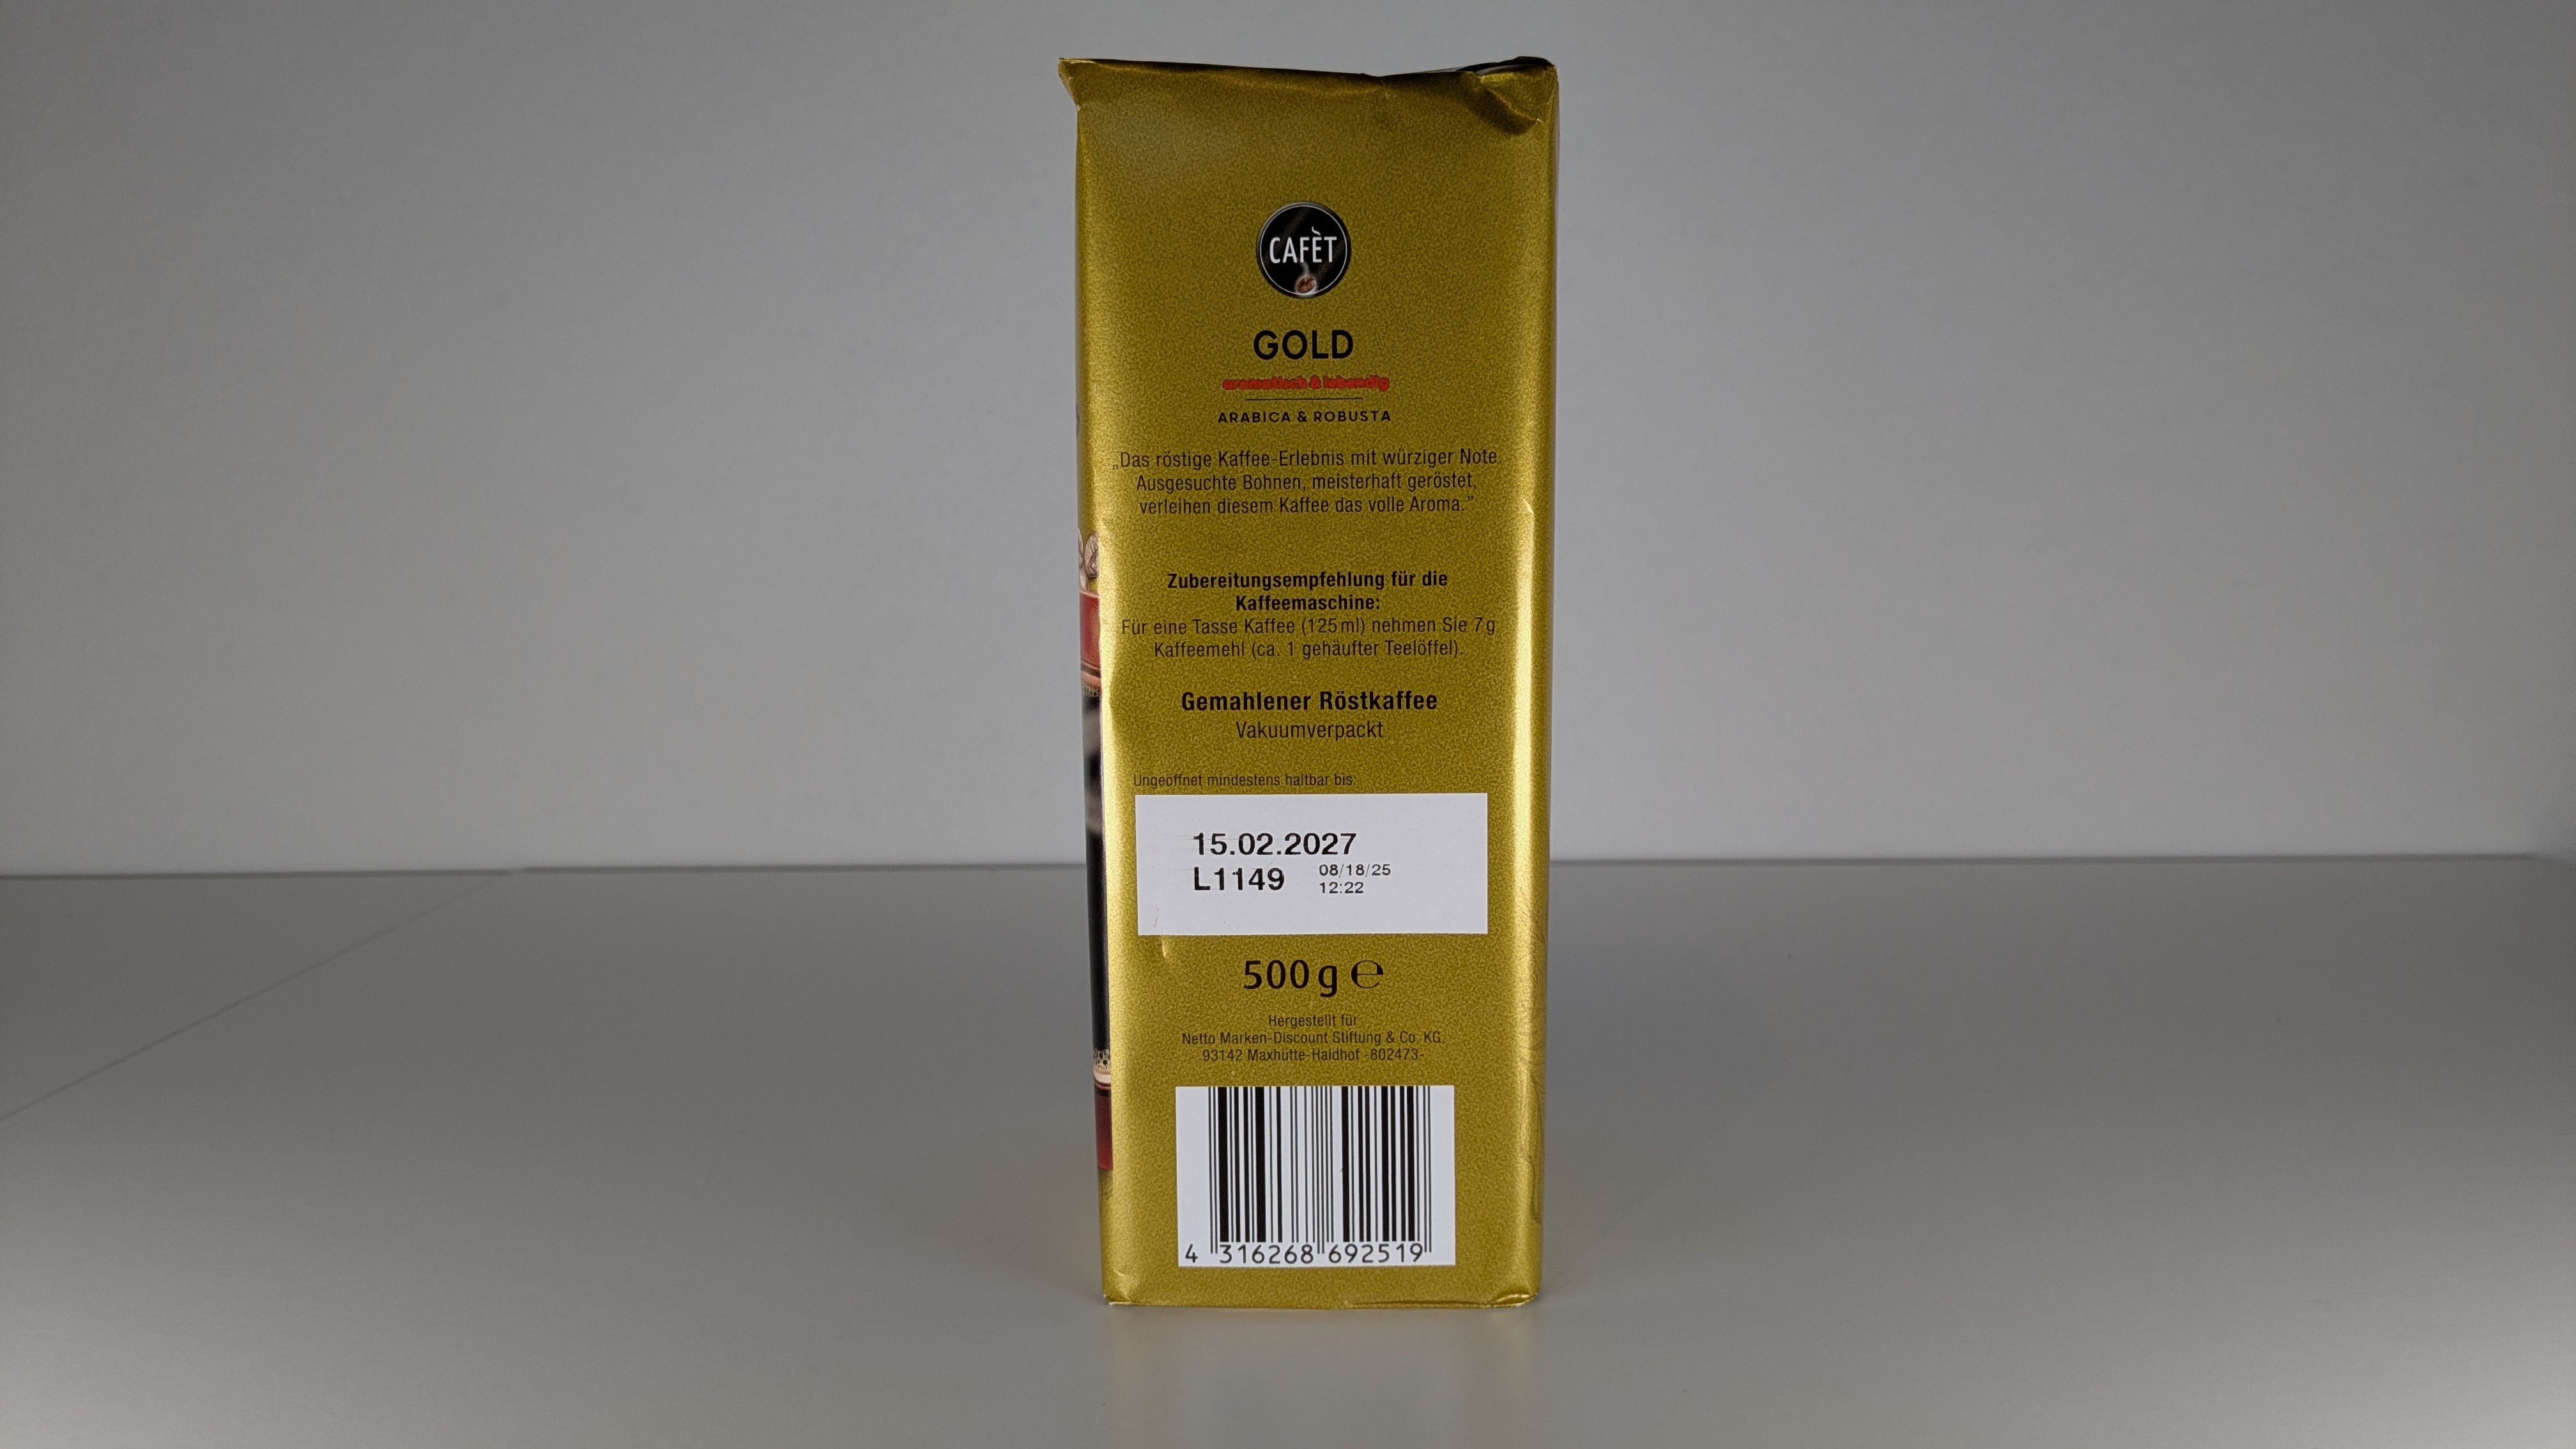 CAFÈT
GOLD
aromatisch & lebendig
ARABICA & ROBUSTA
„Das röstige Kaffee-Erlebnis mit würziger Note.
Ausgesuchte Bohnen, meisterhaft geröstet,
verleihen diesem Kaffee das volle Aroma.”
Zubereitungsempfehlung für die
Kaffeemaschine:
Für eine Tasse Kaffee (125 ml) nehmen Sie 7 g
Kaffeemehl (ca. 1 gehäufter Teelöffel).
Gemahlener Röstkaffee
Vakuumverpackt
Ungeöffnet mindestens haltbar bis:
15.02.2027
L1149 08/18/25
12:22
500 g ℮
Hergestellt für
Netto Marken-Discount Stiftung & Co. KG,
93142 Maxhütte-Haidhof -802473-
4 316268 692519